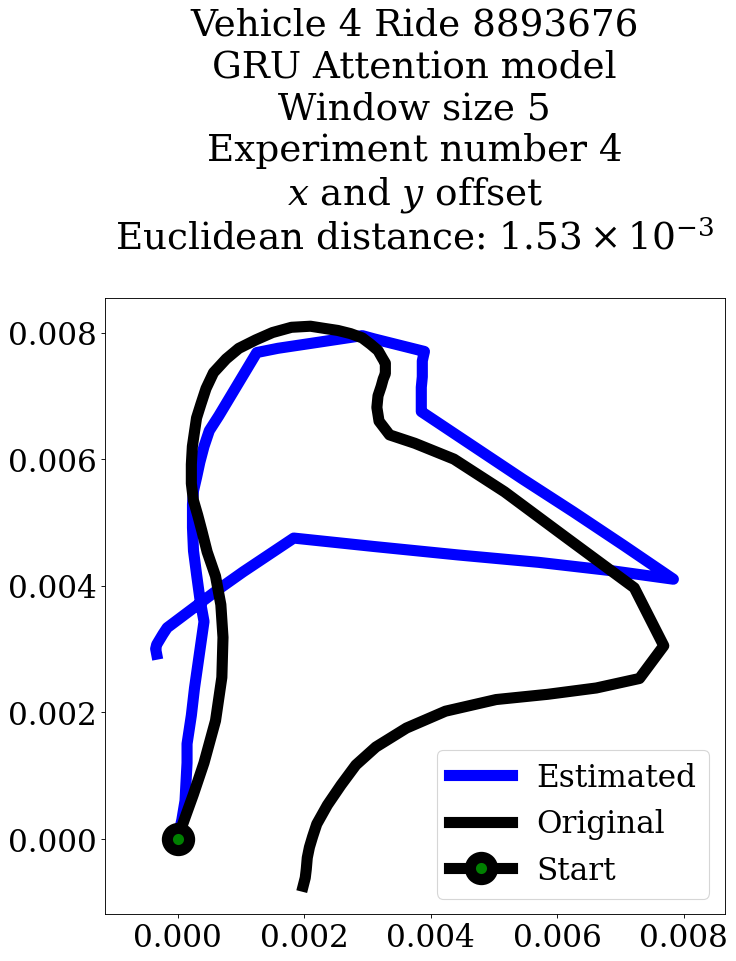 Vehicle 4 Ride 8893676
GRU Attention model
Window size 5
Experiment number 4
x and y offset
Euclidean distance: 1.53 × 10⁻³
0.008
0.006
0.004
0.002
0.000
Estimated
Original
Start
0.000 0.002 0.004 0.006 0.008